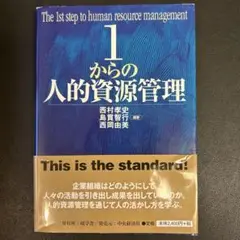 The 1st step to human resource management
1
からの
人的資源管理
西村孝史
島貫智行
西岡由美
編著
This is the standard!
企業組織はどのようにして、
人々の活動を引き出し成果を出しているのか。
人的資源管理を通じて人の活かし方を学ぶ。